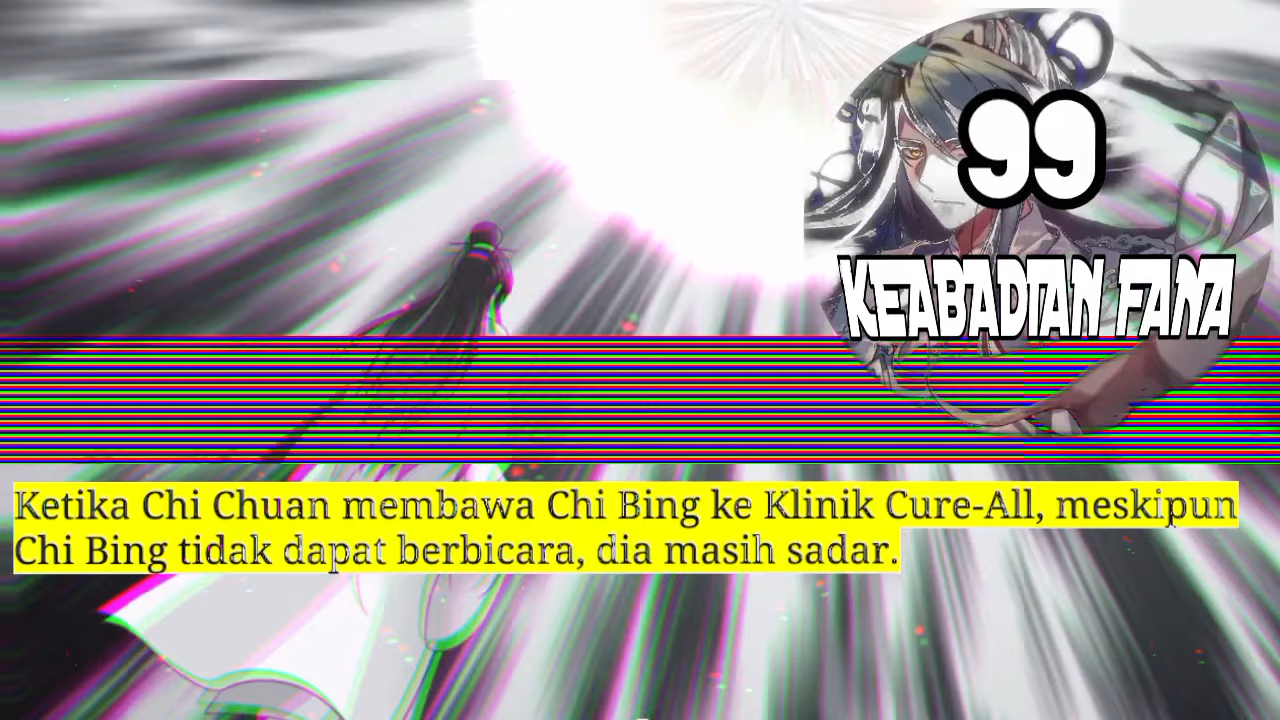 99
KEABADIAN FANA
Ketika Chi Chuan membawa Chi Bing ke Klinik Cure-All, meskipun
Chi Bing tidak dapat berbicara, dia masih sadar.